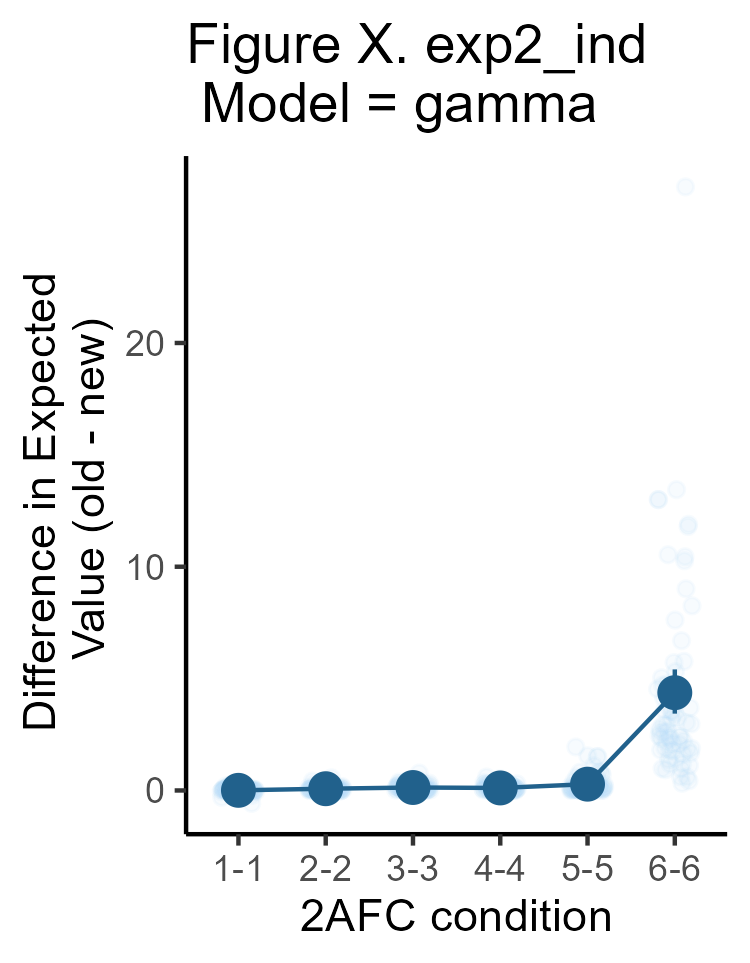 Figure X. exp2_ind
Model = gamma
Difference in Expected
Value (old - new)
20
10
0
1-1 2-2 3-3 4-4 5-5 6-6
2AFC condition